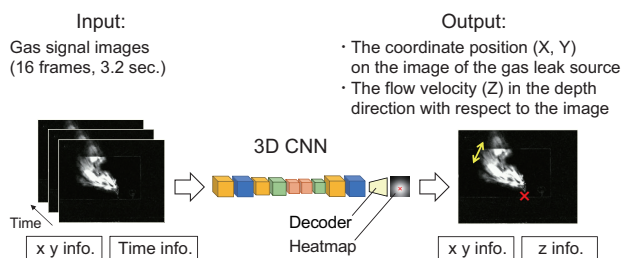 Input:
Gas signal images
(16 frames, 3.2 sec.)
Time
x y info.
Time info.
3D CNN
Decoder
Heatmap
Output:
・The coordinate position (X, Y)
on the image of the gas leak source
・The flow velocity (Z) in the depth
direction with respect to the image
x y info.
z info.